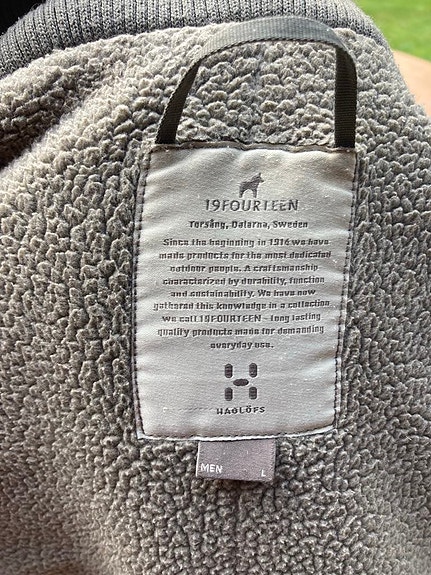 19FOURTEEN
Torsång, Dalarna, Sweden
Since the beginning in 1914 we have
made products for the most dedicated
outdoor people. A craftsmanship
characterized by durability, function
and sustainability. We have now
gathered this knowledge in a collection
we call 19FOURTEEN – long lasting
quality products made for demanding
everyday use.
HAGLÖFS
MEN L